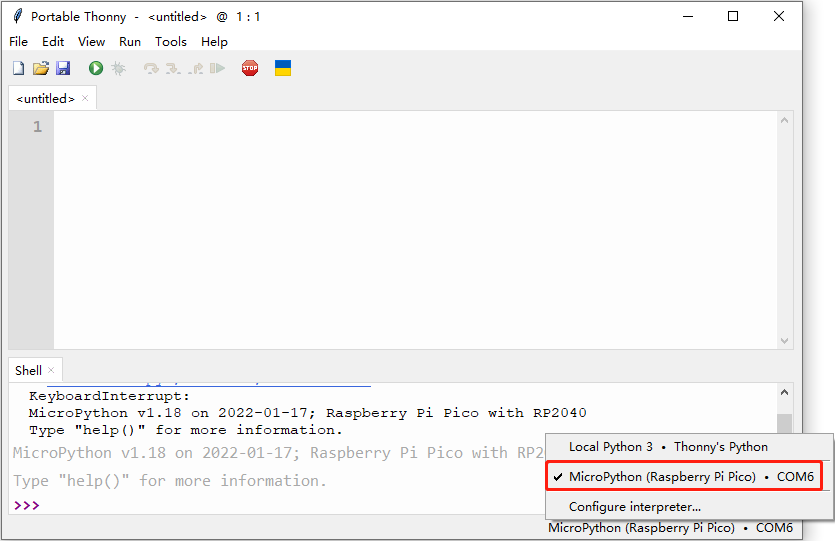 Portable Thonny - <untitled> @ 1 : 1
File Edit View Run Tools Help
STOP
<untitled> ×
1
Shell ×
KeyboardInterrupt:
MicroPython v1.18 on 2022-01-17; Raspberry Pi Pico with RP2040
Type "help()" for more information.
MicroPython v1.18 on 2022-01-17; Raspberry Pi Pico with RP2
Type "help()" for more information.
>>>
Local Python 3 • Thonny's Python
✓ MicroPython (Raspberry Pi Pico) • COM6
Configure interpreter...
MicroPython (Raspberry Pi Pico) • COM6